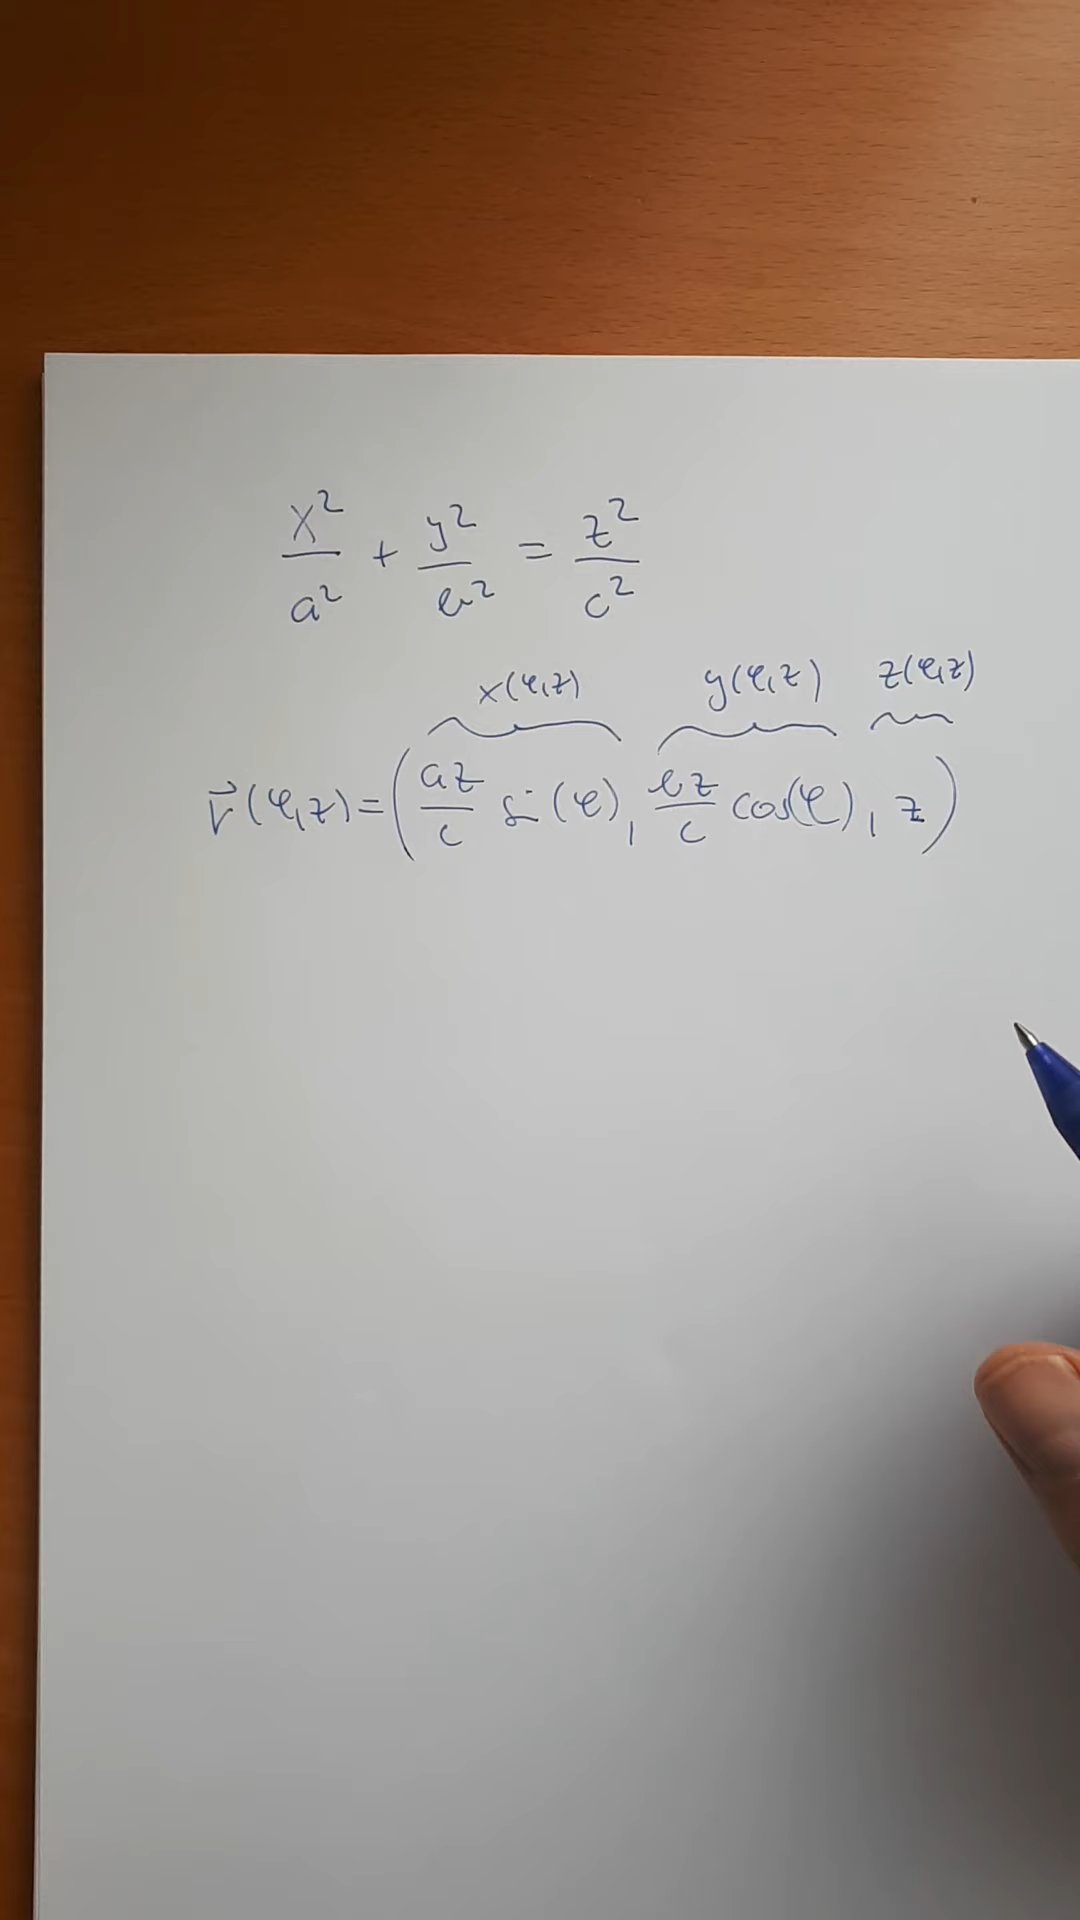 x²/a² + y²/b² = z²/c²
x(φ,z) y(φ,z) z(φ,z)
r⃗(φ,z)=(az/c sin(φ), bz/c cos(φ), z)